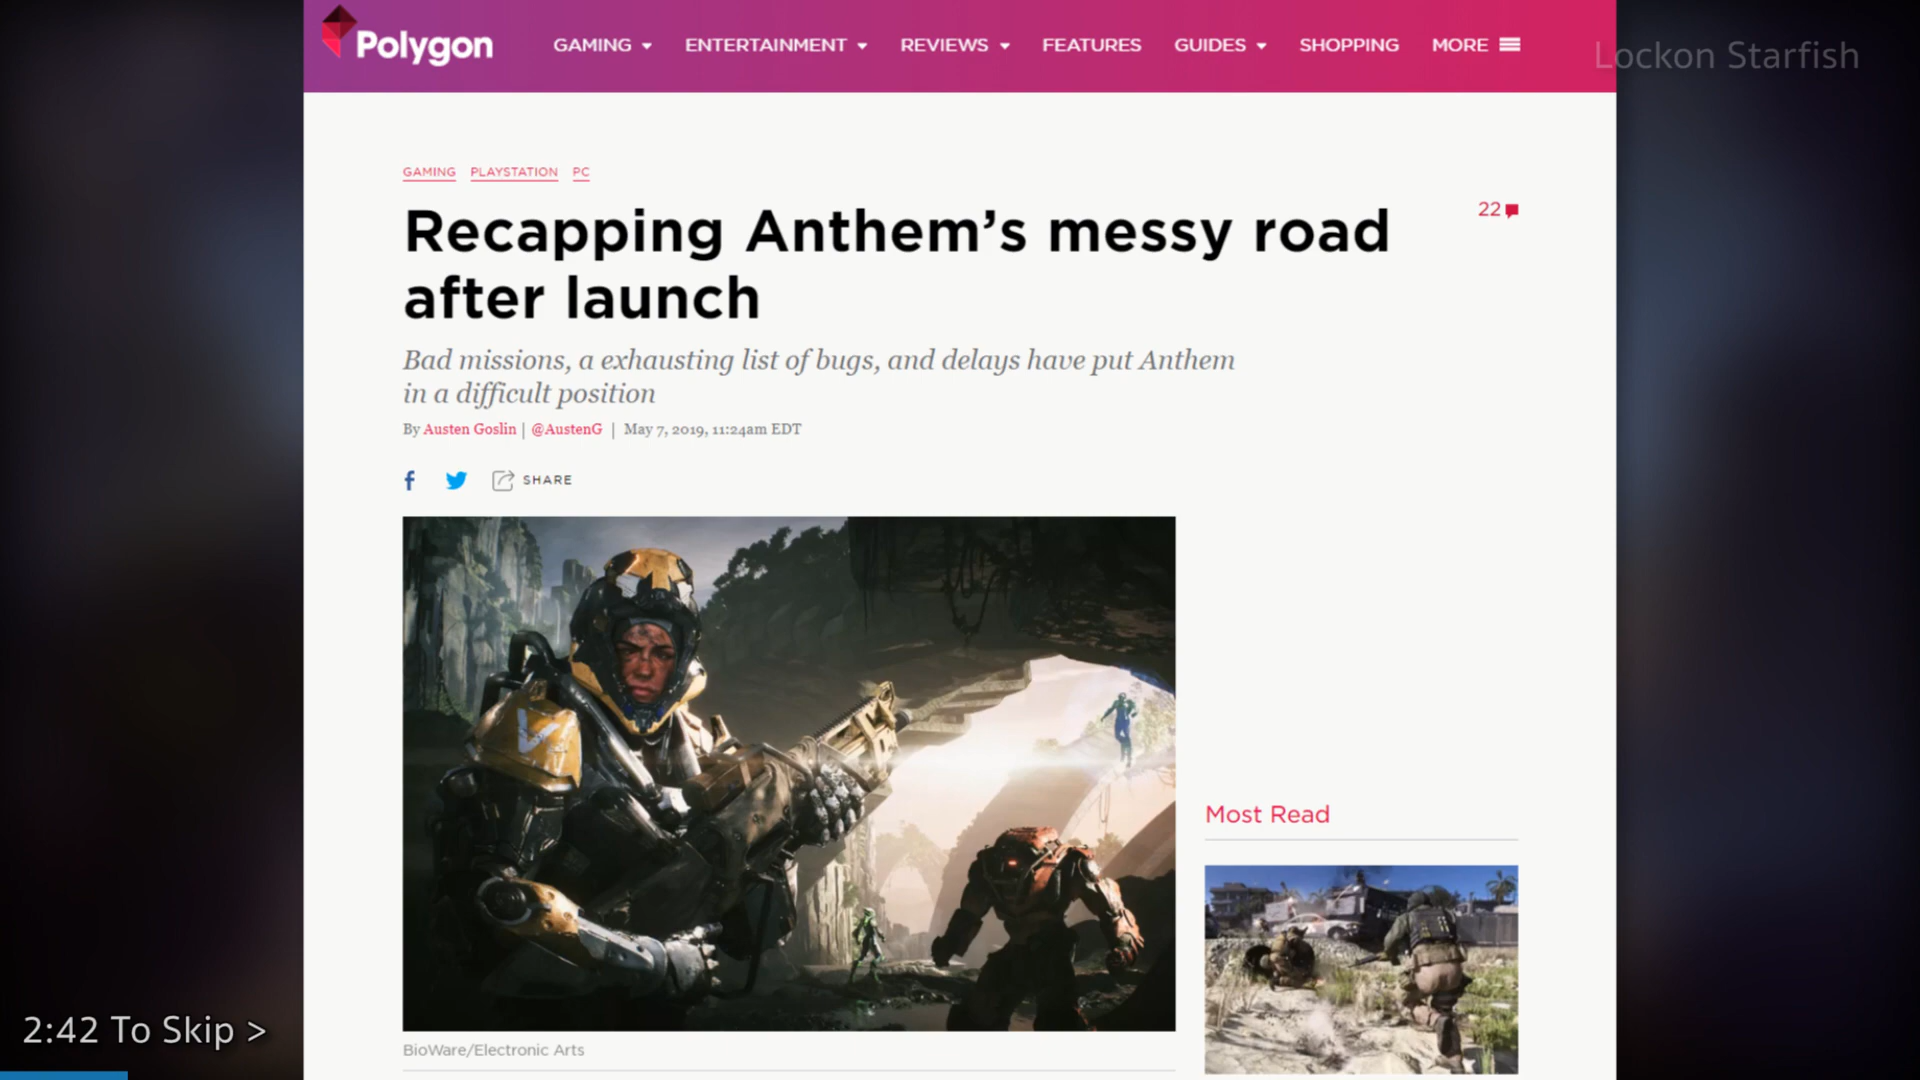 Polygon
GAMING
ENTERTAINMENT
REVIEWS
FEATURES
GUIDES
SHOPPING
MORE
Lockon Starfish
GAMING PLAYSTATION PC
Recapping Anthem's messy road
after launch
22
Bad missions, a exhausting list of bugs, and delays have put Anthem
in a difficult position
By Austen Goslin | @AustenG | May 7, 2019, 11:24am EDT
SHARE
Most Read
2:42 To Skip >
BioWare/Electronic Arts